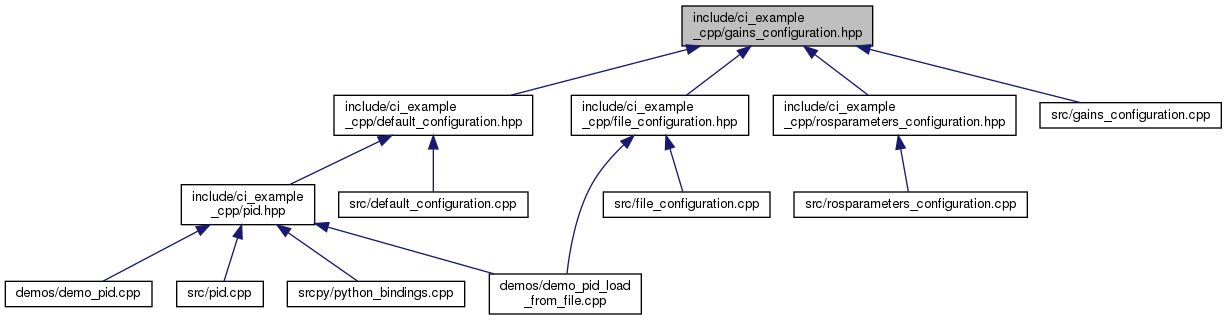 include/ci_example
_cpp/gains_configuration.hpp
include/ci_example
_cpp/default_configuration.hpp
include/ci_example
_cpp/file_configuration.hpp
include/ci_example
_cpp/rosparameters_configuration.hpp
src/gains_configuration.cpp
include/ci_example
_cpp/pid.hpp
src/default_configuration.cpp
src/file_configuration.cpp
src/rosparameters_configuration.cpp
demos/demo_pid.cpp
src/pid.cpp
srcpy/python_bindings.cpp
demos/demo_pid_load
_from_file.cpp